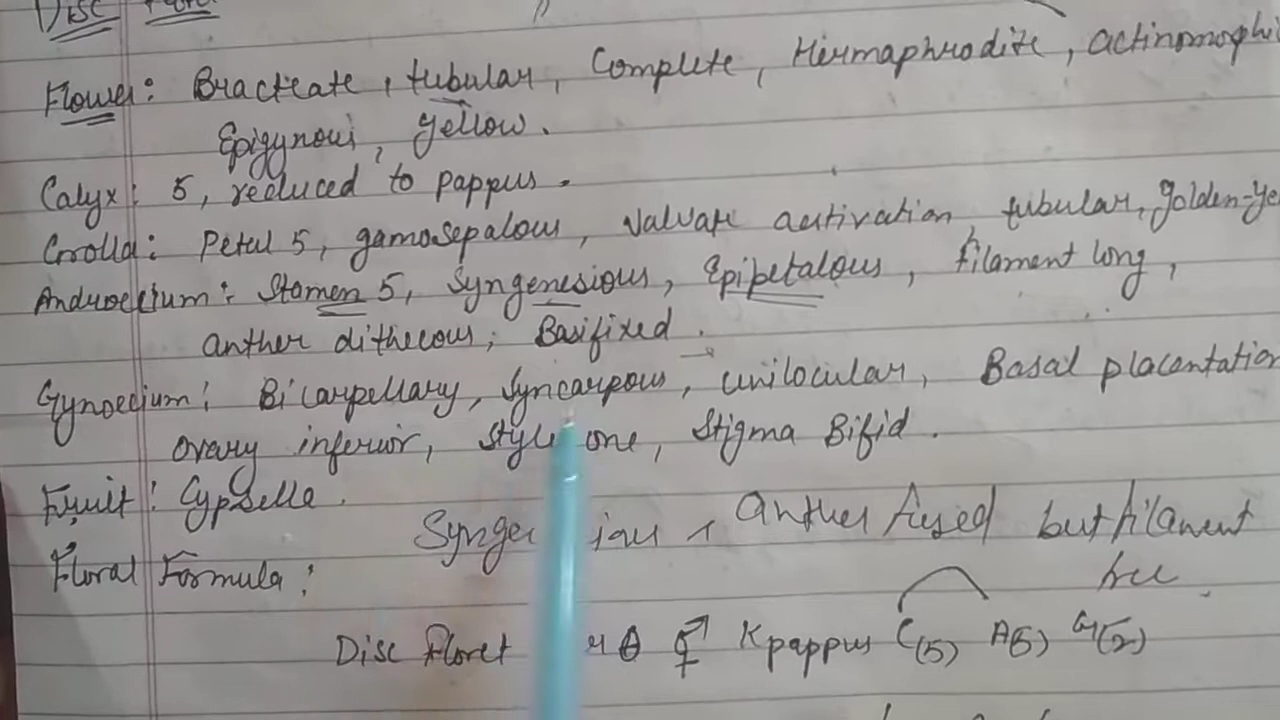 Disc
Flower: Bracteate, tubular, Complete, Hermaphrodite, actinomophi
Epigynous, yellow.
Calyx: 5, reduced to pappus.
Corolla: Petal 5, gamosepalous, Valvate aestivation, tubular, golden-ye
Androecium: Stamen 5, Syngenesious, Epipetalous, filament long,
anther dithecous, Basifixed.
Gynoecium: Bicarpellary, Syncarpous, unilocular, Basal placentation
ovary inferior, style one, Stigma Bifid.
Fruit: Cypsella.
Synge ious anther fused but filament
free.
Floral Formula:
Disc Floret ⊕ ⚥ Kpappus C(5) A(5) G(2)